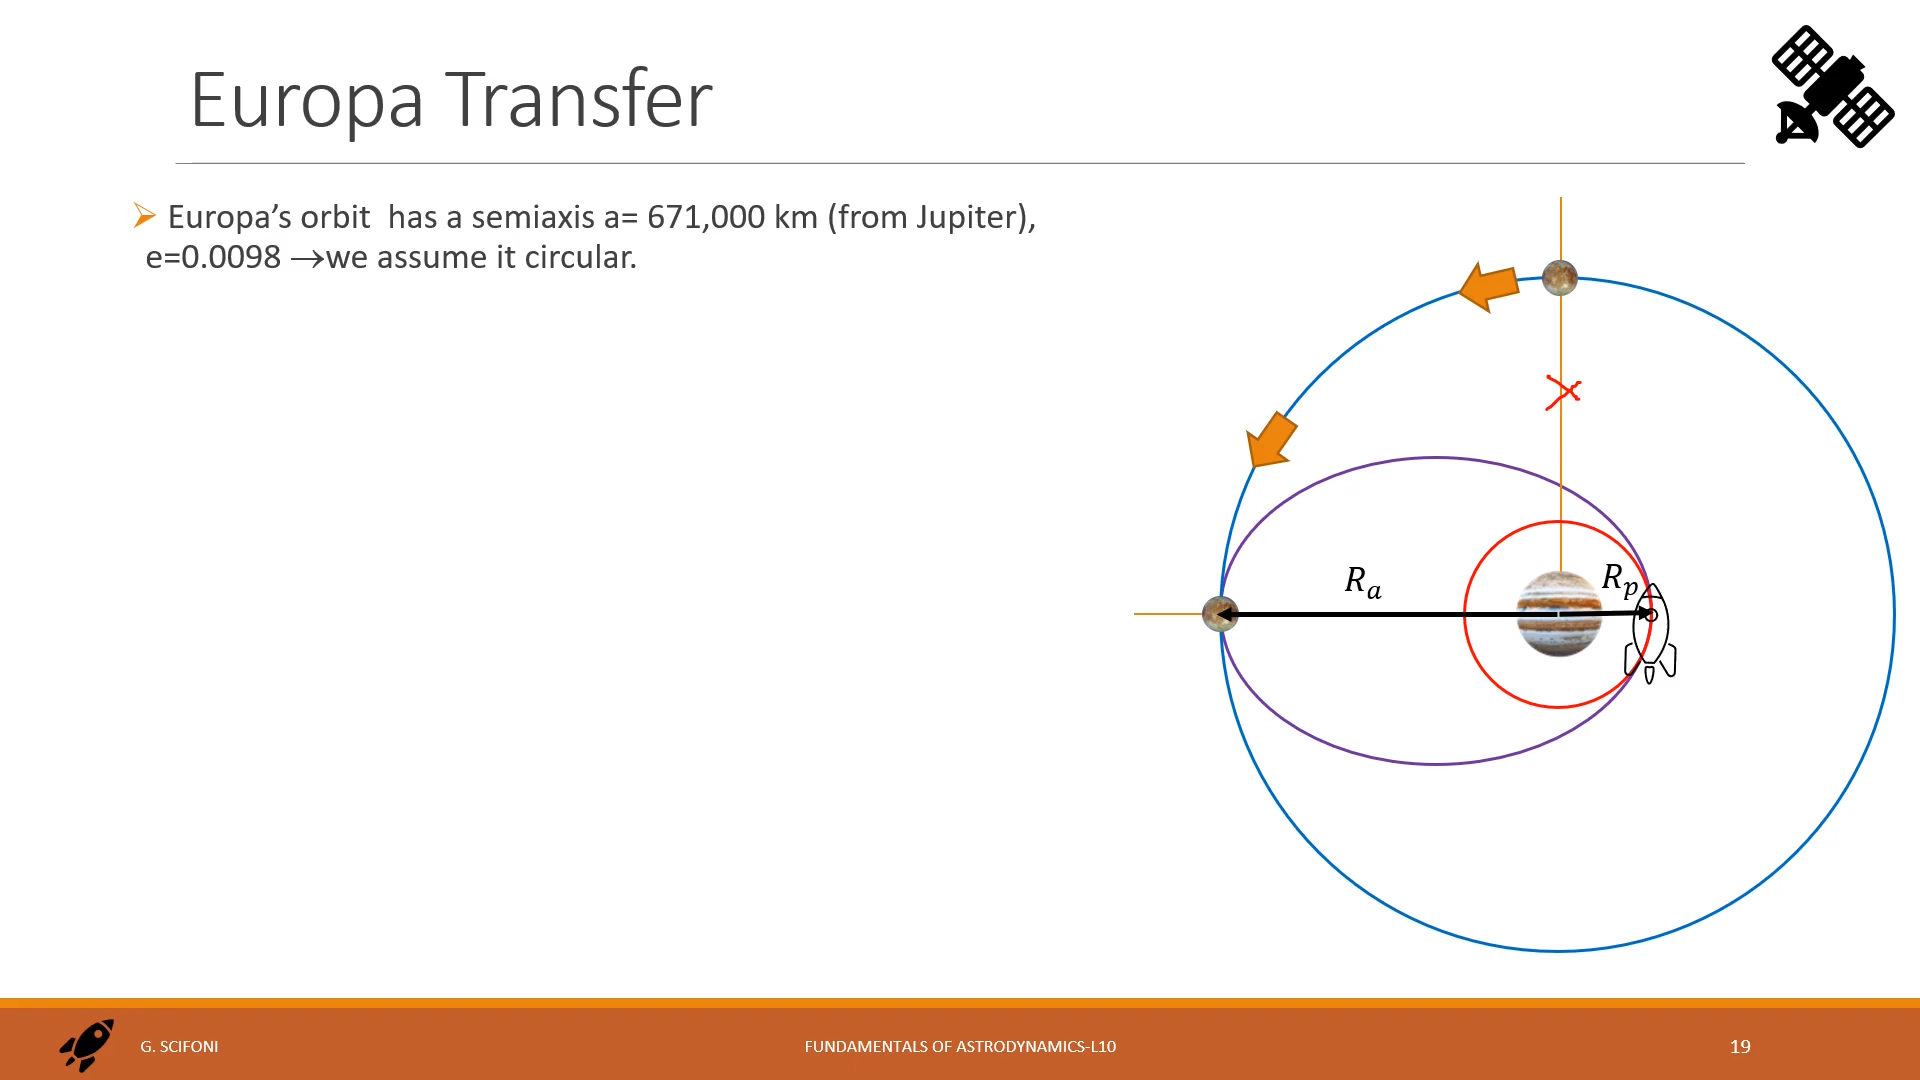 Europa Transfer
Europa’s orbit  has a semiaxis a= 671,000 km (from Jupiter),
e=0.0098 →we assume it circular.
R_a
R_p
G. SCIFONI
FUNDAMENTALS OF ASTRODYNAMICS-L10
19